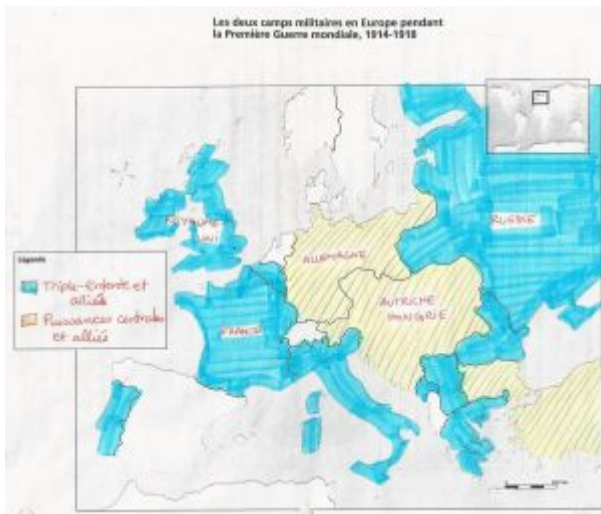 Les deux camps militaires en Europe pendant
la Première Guerre mondiale, 1914-1918
ROYAUME
UNI
RUSSIE
ALLEMAGNE
Légende
Triple-Entente et
alliés
Puissances centrales
et alliés
AUTRICHE
HONGRIE
FRANCE